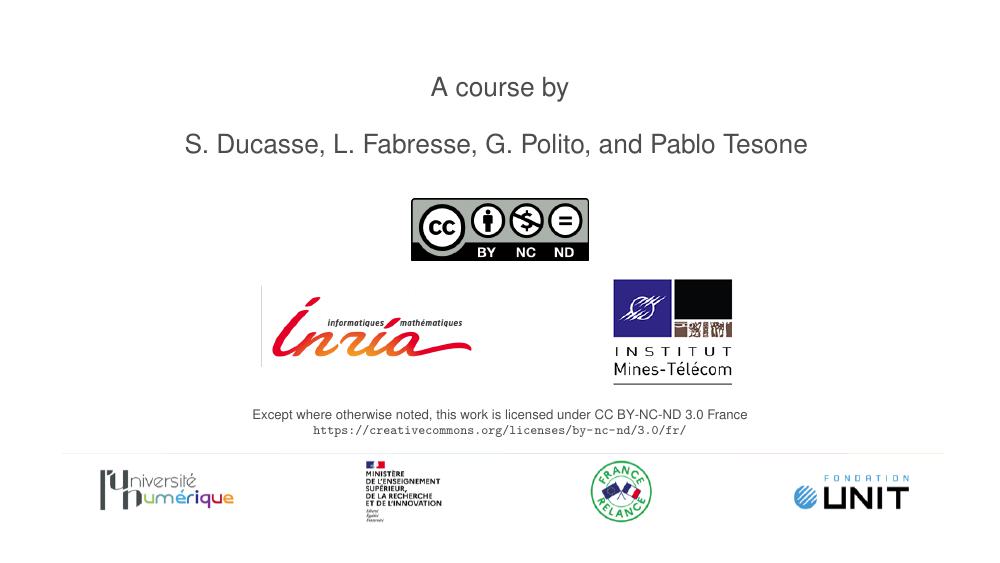 A course by
S. Ducasse, L. Fabresse, G. Polito, and Pablo Tesone
cc
BY NC ND
informatiques mathématiques
Inria
INSTITUT
Mines-Télécom
Except where otherwise noted, this work is licensed under CC BY-NC-ND 3.0 France
https://creativecommons.org/licenses/by-nc-nd/3.0/fr/
l'Université
numérique
MINISTÈRE
DE L'ENSEIGNEMENT
SUPÉRIEUR,
DE LA RECHERCHE
ET DE L'INNOVATION
Liberté
Égalité
Fraternité
FRANCE
RELANCE
FONDATION
UNIT